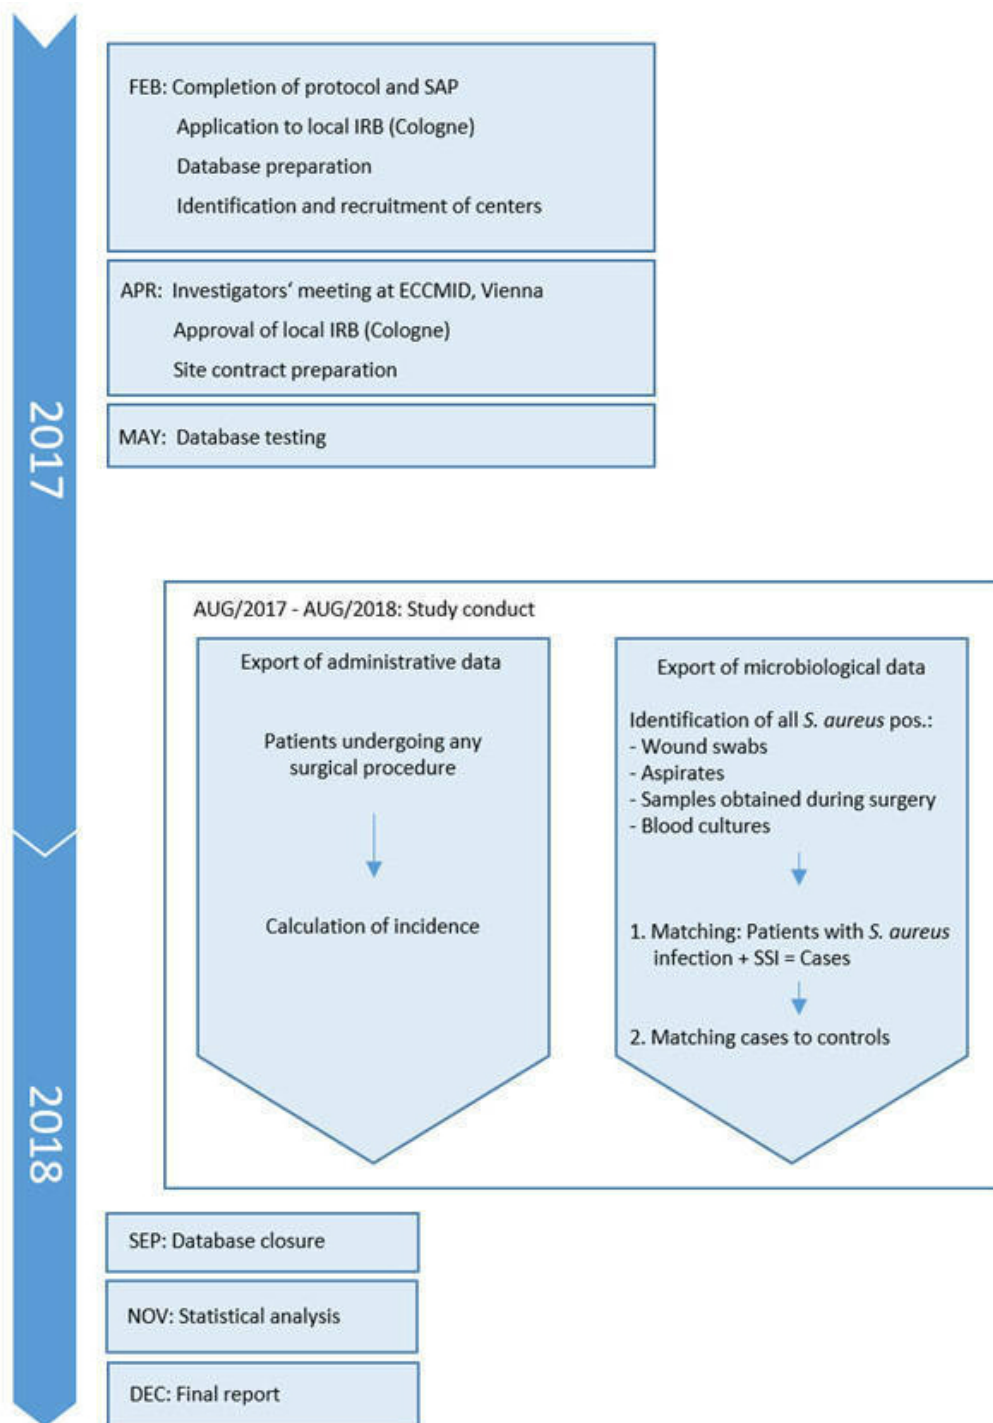 FEB: Completion of protocol and SAP
Application to local IRB (Cologne)
Database preparation
Identification and recruitment of centers
APR: Investigators‘ meeting at ECCMID, Vienna
Approval of local IRB (Cologne)
Site contract preparation
MAY: Database testing
2017
AUG/2017 - AUG/2018: Study conduct
Export of administrative data
Patients undergoing any
surgical procedure
Calculation of incidence
Export of microbiological data
Identification of all S. aureus pos.:
- Wound swabs
- Aspirates
- Samples obtained during surgery
- Blood cultures
1. Matching: Patients with S. aureus
infection + SSI = Cases
2. Matching cases to controls
2018
SEP: Database closure
NOV: Statistical analysis
DEC: Final report